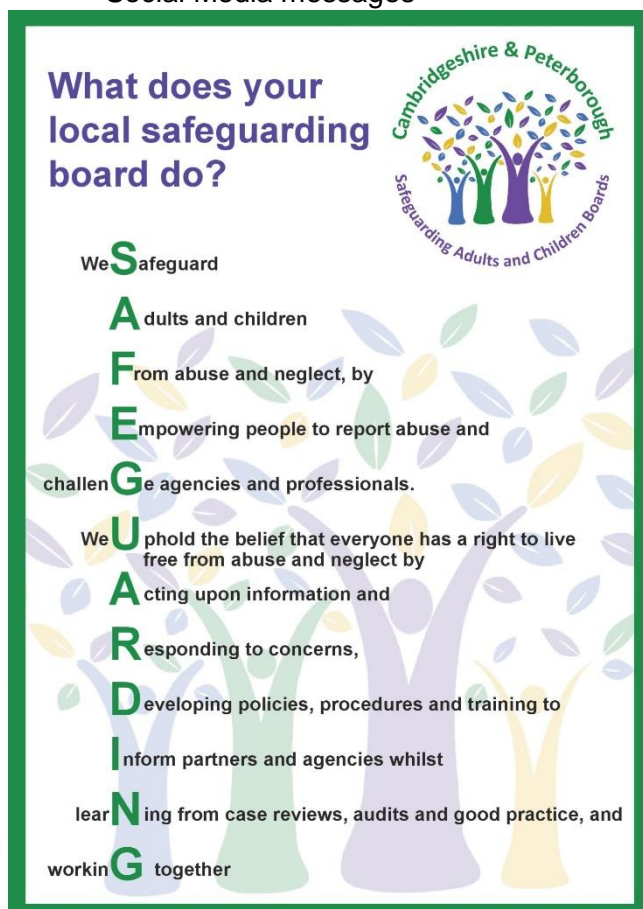 Social Media messages
What does your
local safeguarding
board do?
Cambridgeshire & Peterborough
Safeguarding Adults and Children Boards
We Safeguard
Adults and children
From abuse and neglect, by
Empowering people to report abuse and
challenGe agencies and professionals.
We Uphold the belief that everyone has a right to live
free from abuse and neglect by
Acting upon information and
Responding to concerns,
Developing policies, procedures and training to
Inform partners and agencies whilst
learNing from case reviews, audits and good practice, and
workinG together